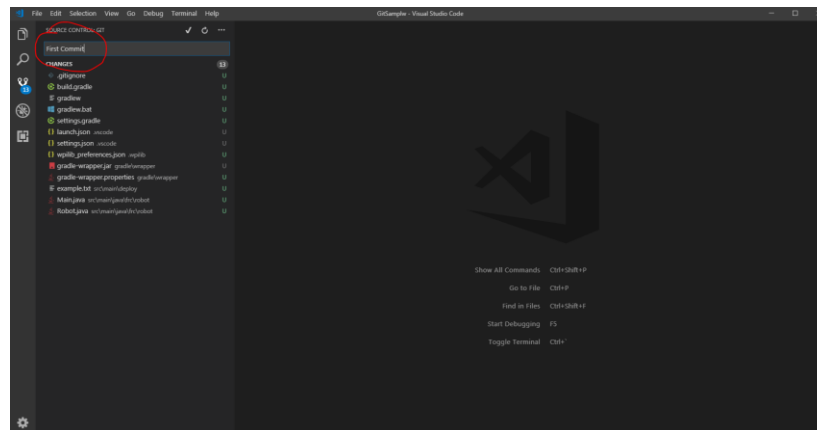 File Edit Selection View Go Debug Terminal Help
GitSample - Visual Studio Code
SOURCE CONTROL: GIT
First Commit
CHANGES 13
.gitignore U
build.gradle U
gradlew U
gradlew.bat U
settings.gradle U
launch.json .vscode U
settings.json .vscode U
wpilib_preferences.json .wpilib U
gradle-wrapper.jar gradle\wrapper U
gradle-wrapper.properties gradle\wrapper U
example.txt src\main\deploy U
Main.java src\main\java\frc\robot U
Robot.java src\main\java\frc\robot U
13
Show All Commands Ctrl+Shift+P
Go to File Ctrl+P
Find in Files Ctrl+Shift+F
Start Debugging F5
Toggle Terminal Ctrl+`